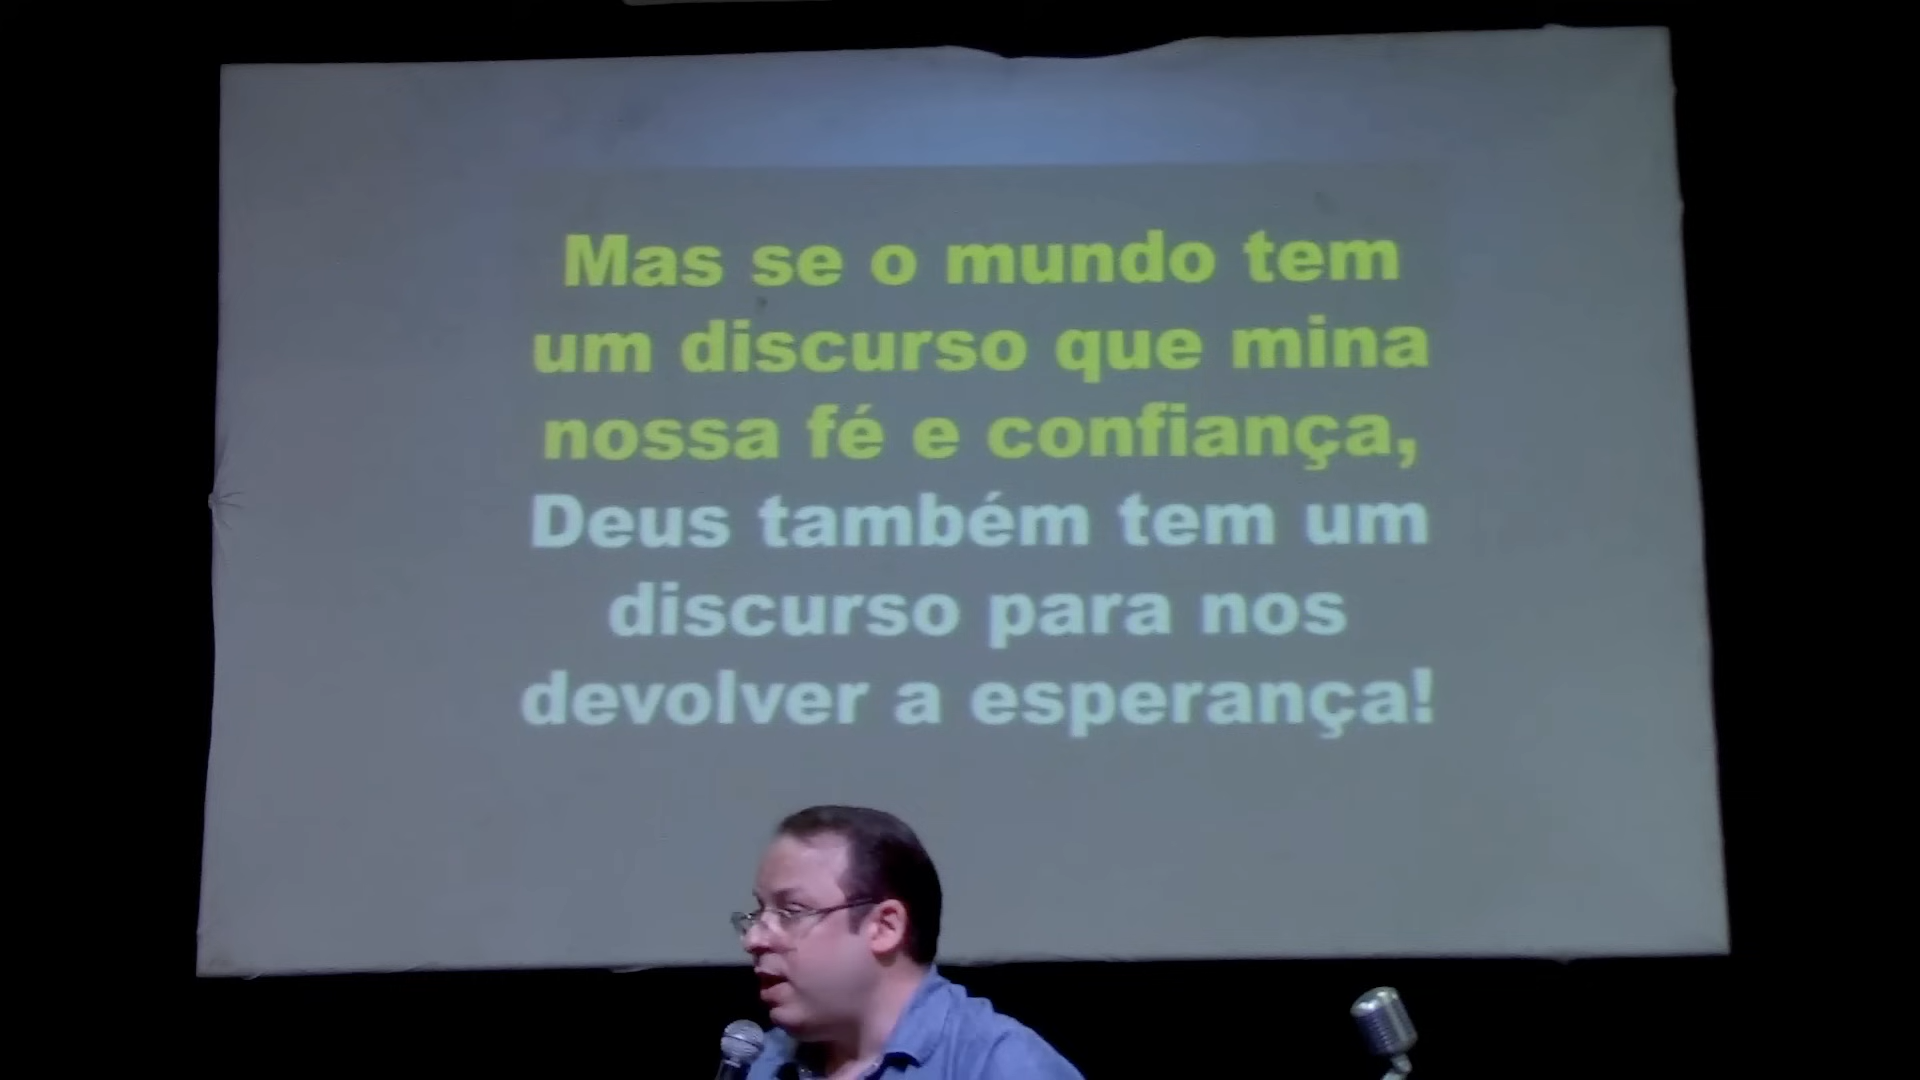 Mas se o mundo tem
um discurso que mina
nossa fé e confiança,
Deus também tem um
discurso para nos
devolver a esperança!